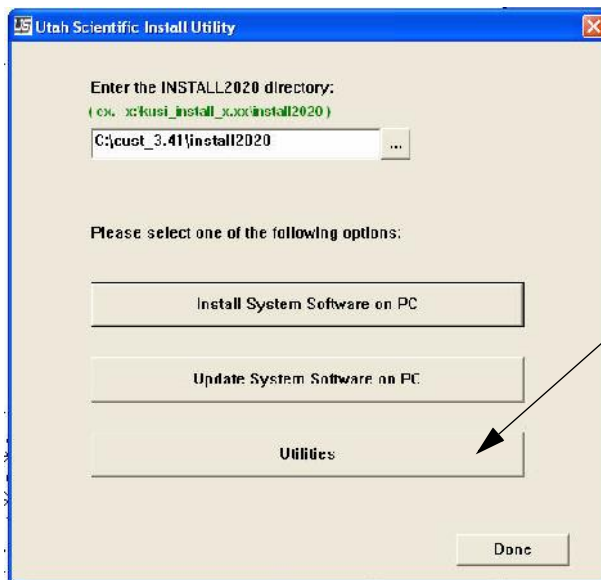 Utah Scientific Install Utility
Enter the INSTALL2020 directory:
( ex. x:\usi_install_x.xx\install2020 )
C:\cust_3.41\install2020
...
Please select one of the following options:
Install System Software on PC
Update System Software on PC
Utilities
Done